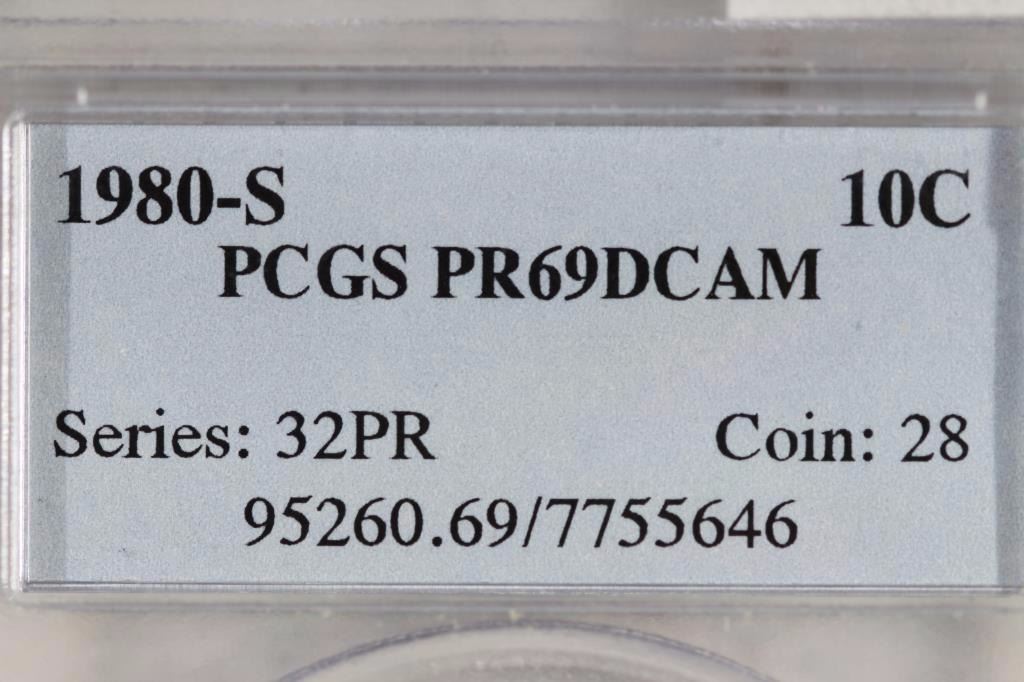 1980-S 10C
PCGS PR69DCAM
Series: 32PR Coin: 28
95260.69/7755646